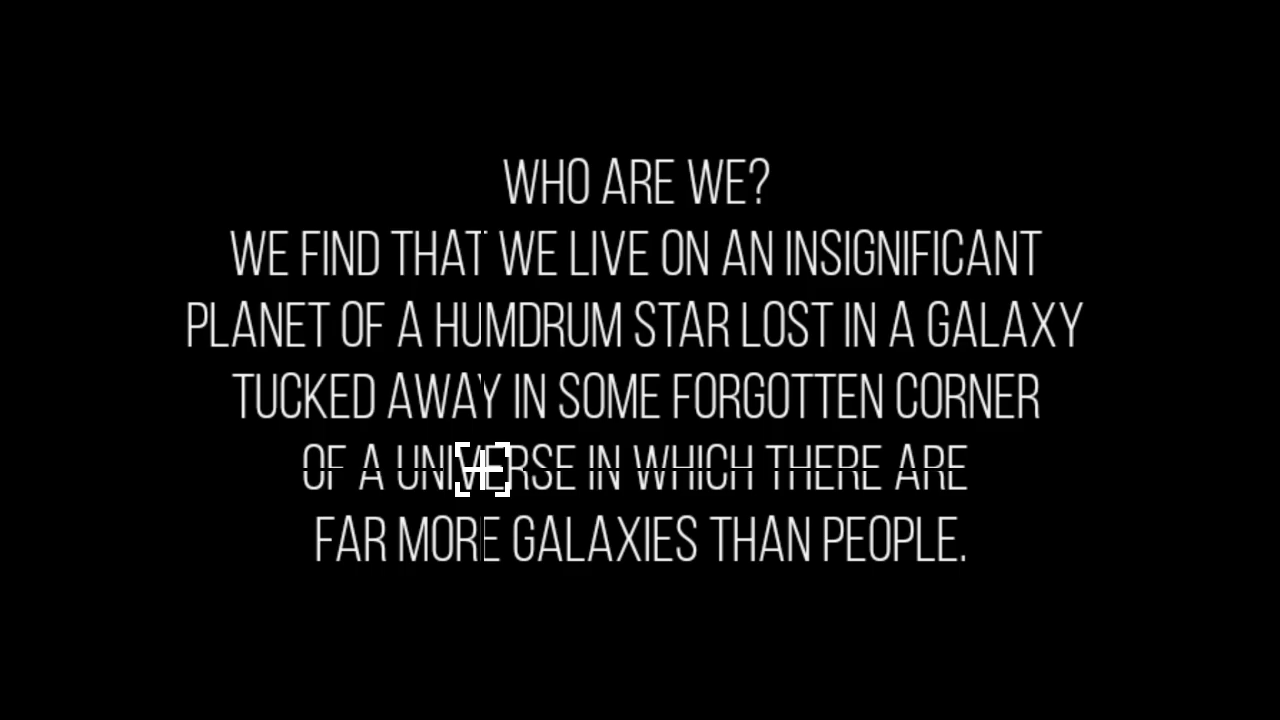 WHO ARE WE?
WE FIND THAT WE LIVE ON AN INSIGNIFICANT
PLANET OF A HUMDRUM STAR LOST IN A GALAXY
TUCKED AWAY IN SOME FORGOTTEN CORNER
OF A UNIVERSE IN WHICH THERE ARE
FAR MORE GALAXIES THAN PEOPLE.